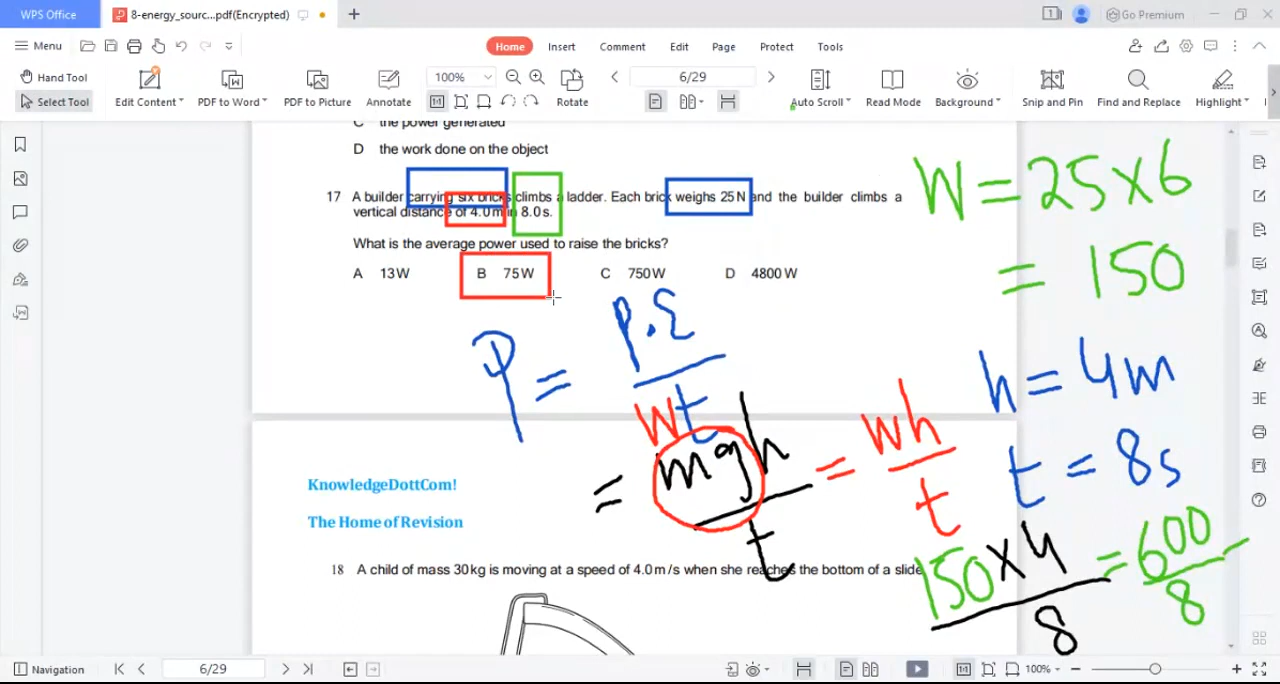 WPS Office
8-energy_sourc...pdf(Encrypted)
Go Premium
Menu
Home Insert Comment Edit Page Protect Tools
Hand Tool
Select Tool
Edit Content
PDF to Word
PDF to Picture
Annotate
100%
Rotate
6/29
Auto Scroll
Read Mode
Background
Snip and Pin
Find and Replace
Highlight
C the power generated
D the work done on the object
17 A builder carrying six bricks climbs a ladder. Each brick weighs 25 N and the builder climbs a
vertical distance of 4.0 m in 8.0 s.
What is the average power used to raise the bricks?
A 13 W B 75 W C 750 W D 4800 W
W = 25 × 6
= 150
P = P.E / t
h = 4m
W
= mgh / t = wh / t
t = 8s
150 × 4 / 8 = 600 / 8
KnowledgeDottCom!
The Home of Revision
18 A child of mass 30 kg is moving at a speed of 4.0 m / s when she reaches the bottom of a slide
Navigation
6/29
100%